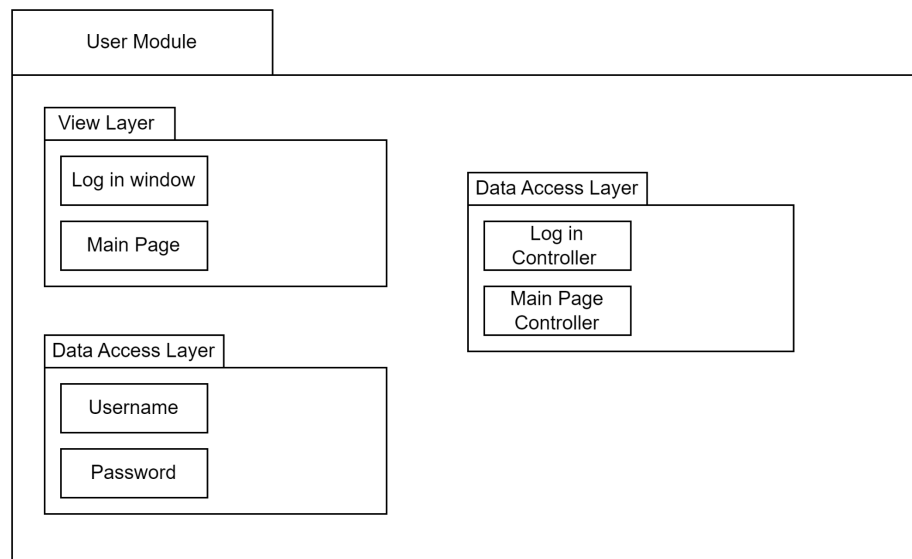 User Module
View Layer
Log in window
Main Page
Data Access Layer
Username
Password
Data Access Layer
Log in
Controller
Main Page
Controller